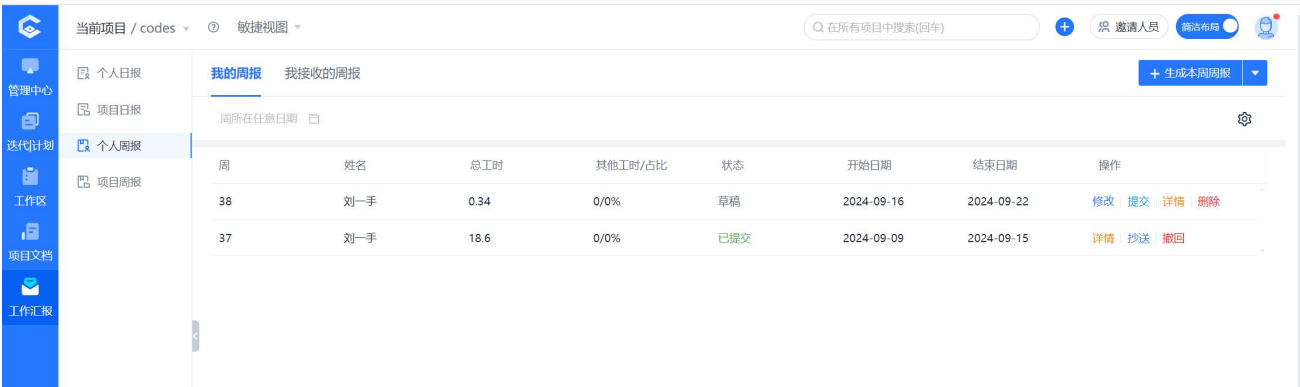 当前项目 / codes 敏捷视图 在所有项目中搜索(回车) 邀请人员 简洁布局
管理中心
迭代|计划
工作区
项目文档
工作汇报
个人日报
项目日报
个人周报
项目周报
我的周报 我接收的周报 + 生成本周周报
周所在任意日期
周 姓名 总工时 其他工时/占比 状态 开始日期 结束日期 操作
38 刘一手 0.34 0/0% 草稿 2024-09-16 2024-09-22 修改 提交 详情 删除
37 刘一手 18.6 0/0% 已提交 2024-09-09 2024-09-15 详情 抄送 撤回